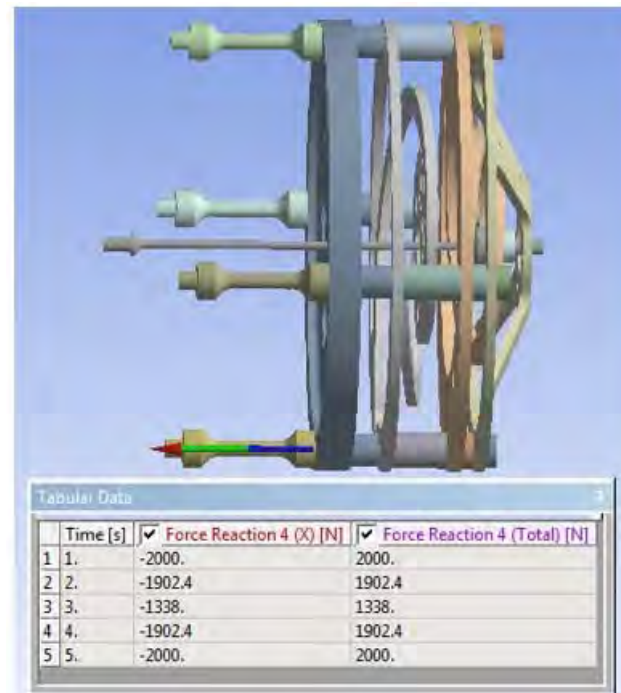 Tabular Data
Time [s] Force Reaction 4 (X) [N] Force Reaction 4 (Total) [N]
1 1. -2000. 2000.
2 2. -1902.4 1902.4
3 3. -1338. 1338.
4 4. -1902.4 1902.4
5 5. -2000. 2000.